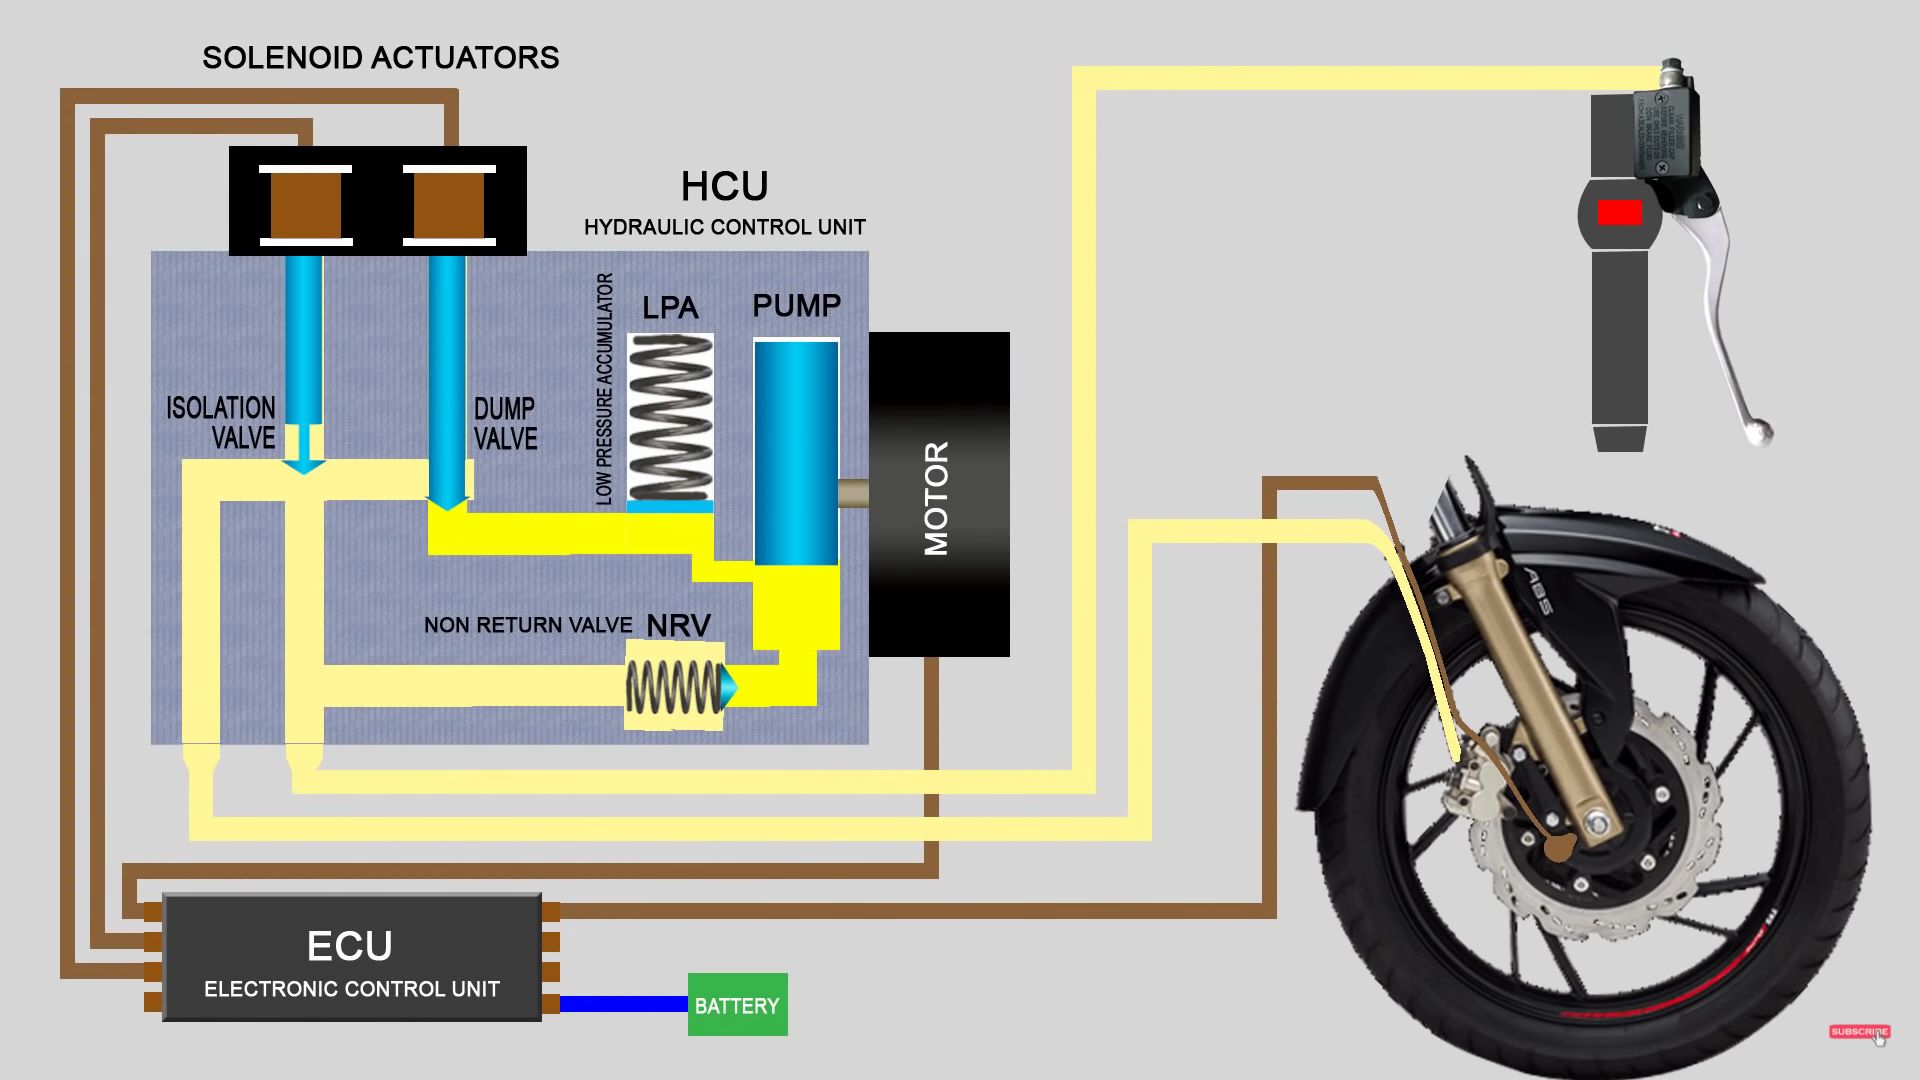 SOLENOID ACTUATORS
HCU
HYDRAULIC CONTROL UNIT
LOW PRESSURE ACCUMULATOR
LPA
PUMP
ISOLATION
VALVE
DUMP
VALVE
MOTOR
NON RETURN VALVE NRV
ABS
ECU
ELECTRONIC CONTROL UNIT
BATTERY
SUBSCRIBE